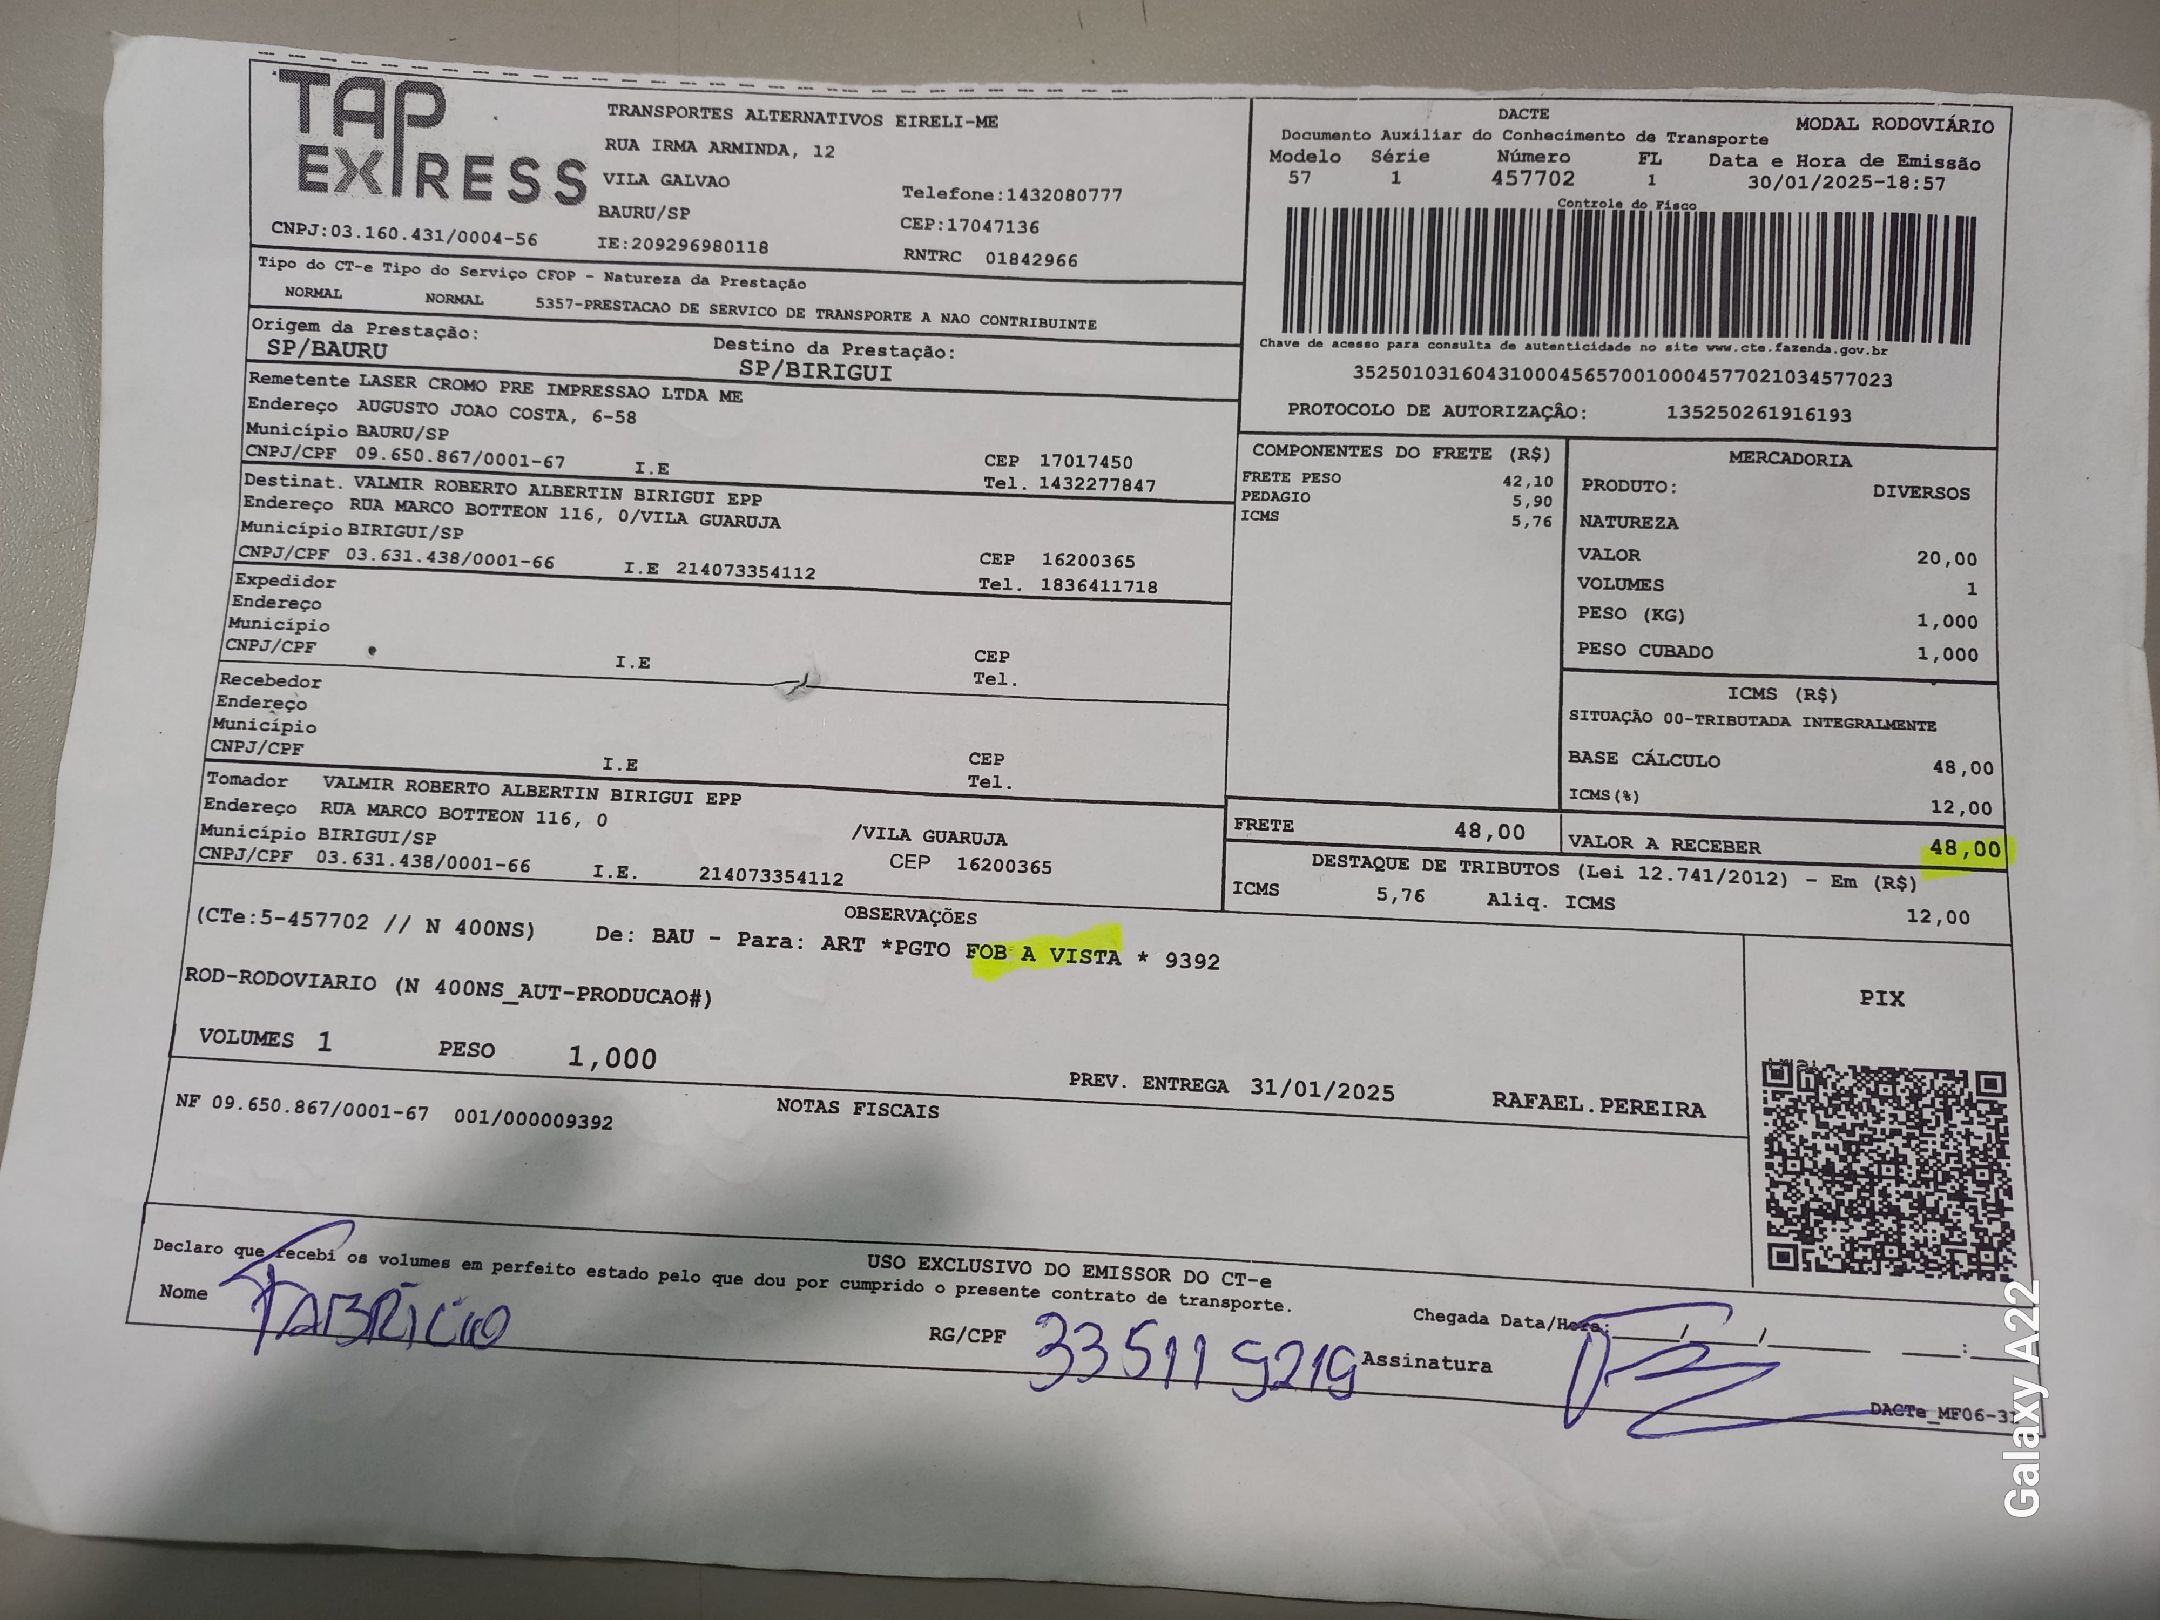 TAP EXPRESS
CNPJ:03.160.431/0004-56
TRANSPORTES ALTERNATIVOS EIRELI-ME
RUA IRMA ARMINDA, 12
VILA GALVAO
BAURU/SP
IE:209296980118
Telefone:1432080777
CEP:17047136
RNTRC 01842966
DACTE
MODAL RODOVIÁRIO
Documento Auxiliar do Conhecimento de Transporte
Modelo Série Número FL Data e Hora de Emissão
57 1 457702 1 30/01/2025-18:57
Controle do Fisco
Chave de acesso para consulta de autenticidade no site www.cte.fazenda.gov.br
35250103160431000456570010004577021034577023
PROTOCOLO DE AUTORIZAÇÂO: 135250261916193
Tipo do CT-e Tipo do Serviço CFOP - Natureza da Prestação
NORMAL NORMAL 5357-PRESTACAO DE SERVICO DE TRANSPORTE A NAO CONTRIBUINTE
Origem da Prestação: Destino da Prestação:
SP/BAURU SP/BIRIGUI
Remetente LASER CROMO PRE IMPRESSAO LTDA ME
Endereço AUGUSTO JOAO COSTA, 6-58
Município BAURU/SP CEP 17017450
CNPJ/CPF 09.650.867/0001-67 I.E Tel. 1432277847
Destinat. VALMIR ROBERTO ALBERTIN BIRIGUI EPP
Endereço RUA MARCO BOTTEON 116, 0/VILA GUARUJA
Município BIRIGUI/SP CEP 16200365
CNPJ/CPF 03.631.438/0001-66 I.E 214073354112 Tel. 1836411718
Expedidor
Endereço
Município CEP
CNPJ/CPF I.E Tel.
Recebedor
Endereço
Município CEP
CNPJ/CPF I.E Tel.
Tomador VALMIR ROBERTO ALBERTIN BIRIGUI EPP
Endereço RUA MARCO BOTTEON 116, 0 /VILA GUARUJA
Município BIRIGUI/SP CEP 16200365
CNPJ/CPF 03.631.438/0001-66 I.E. 214073354112
COMPONENTES DO FRETE (R$)
FRETE PESO 42,10
PEDAGIO 5,90
ICMS 5,76
MERCADORIA
PRODUTO: DIVERSOS
NATUREZA
VALOR 20,00
VOLUMES 1
PESO (KG) 1,000
PESO CUBADO 1,000
ICMS (R$)
SITUAÇÃO 00-TRIBUTADA INTEGRALMENTE
BASE CÁLCULO 48,00
ICMS(%) 12,00
FRETE 48,00 VALOR A RECEBER 48,00
DESTAQUE DE TRIBUTOS (Lei 12.741/2012) - Em (R$)
ICMS 5,76 Aliq. ICMS 12,00
OBSERVAÇÕES
(CTe:5-457702 // N 400NS) De: BAU - Para: ART *PGTO FOB A VISTA * 9392
ROD-RODOVIARIO (N 400NS_AUT-PRODUCAO#)
VOLUMES 1 PESO 1,000 PREV. ENTREGA 31/01/2025 RAFAEL.PEREIRA
PIX
NOTAS FISCAIS
NF 09.650.867/0001-67 001/000009392
USO EXCLUSIVO DO EMISSOR DO CT-e
Declaro que recebi os volumes em perfeito estado pelo que dou por cumprido o presente contrato de transporte.
Nome FABRICIO RG/CPF 335119219 Assinatura
Chegada Data/Hora: __/__/__ __:__
DACTe_MF06-31
Galaxy A22